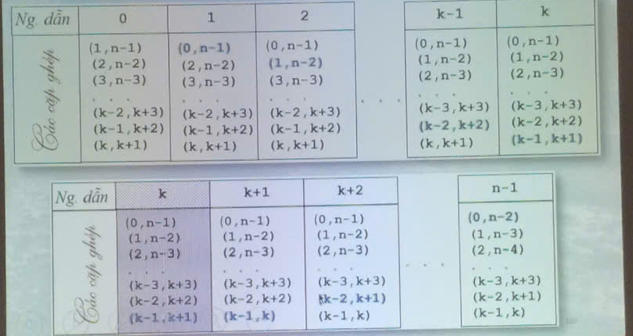 Ng. dẫn 0 1 2 k-1 k
Các cặp ghép
(1,n-1) (0,n-1) (0,n-1) (0,n-1) (0,n-1)
(2,n-2) (2,n-2) (1,n-2) (1,n-2) (1,n-2)
(3,n-3) (3,n-3) (3,n-3) (2,n-3) (2,n-3)
. . . . . . . . . . . . . . . . . .
(k-2,k+3) (k-2,k+3) (k-2,k+3) (k-3,k+3) (k-3,k+3)
(k-1,k+2) (k-1,k+2) (k-1,k+2) (k-2,k+2) (k-2,k+2)
(k,k+1) (k,k+1) (k,k+1) (k,k+1) (k-1,k+1)
Ng. dẫn k k+1 k+2 n-1
Các cặp ghép
(0,n-1) (0,n-1) (0,n-1) (0,n-2)
(1,n-2) (1,n-2) (1,n-2) (1,n-3)
(2,n-3) (2,n-3) (2,n-3) (2,n-4)
. . . . . . . . . . . . . . .
(k-3,k+3) (k-3,k+3) (k-3,k+3) (k-3,k+3)
(k-2,k+2) (k-2,k+2) (k-2,k+1) (k-2,k+1)
(k-1,k+1) (k-1,k) (k-1,k) (k-1,k)